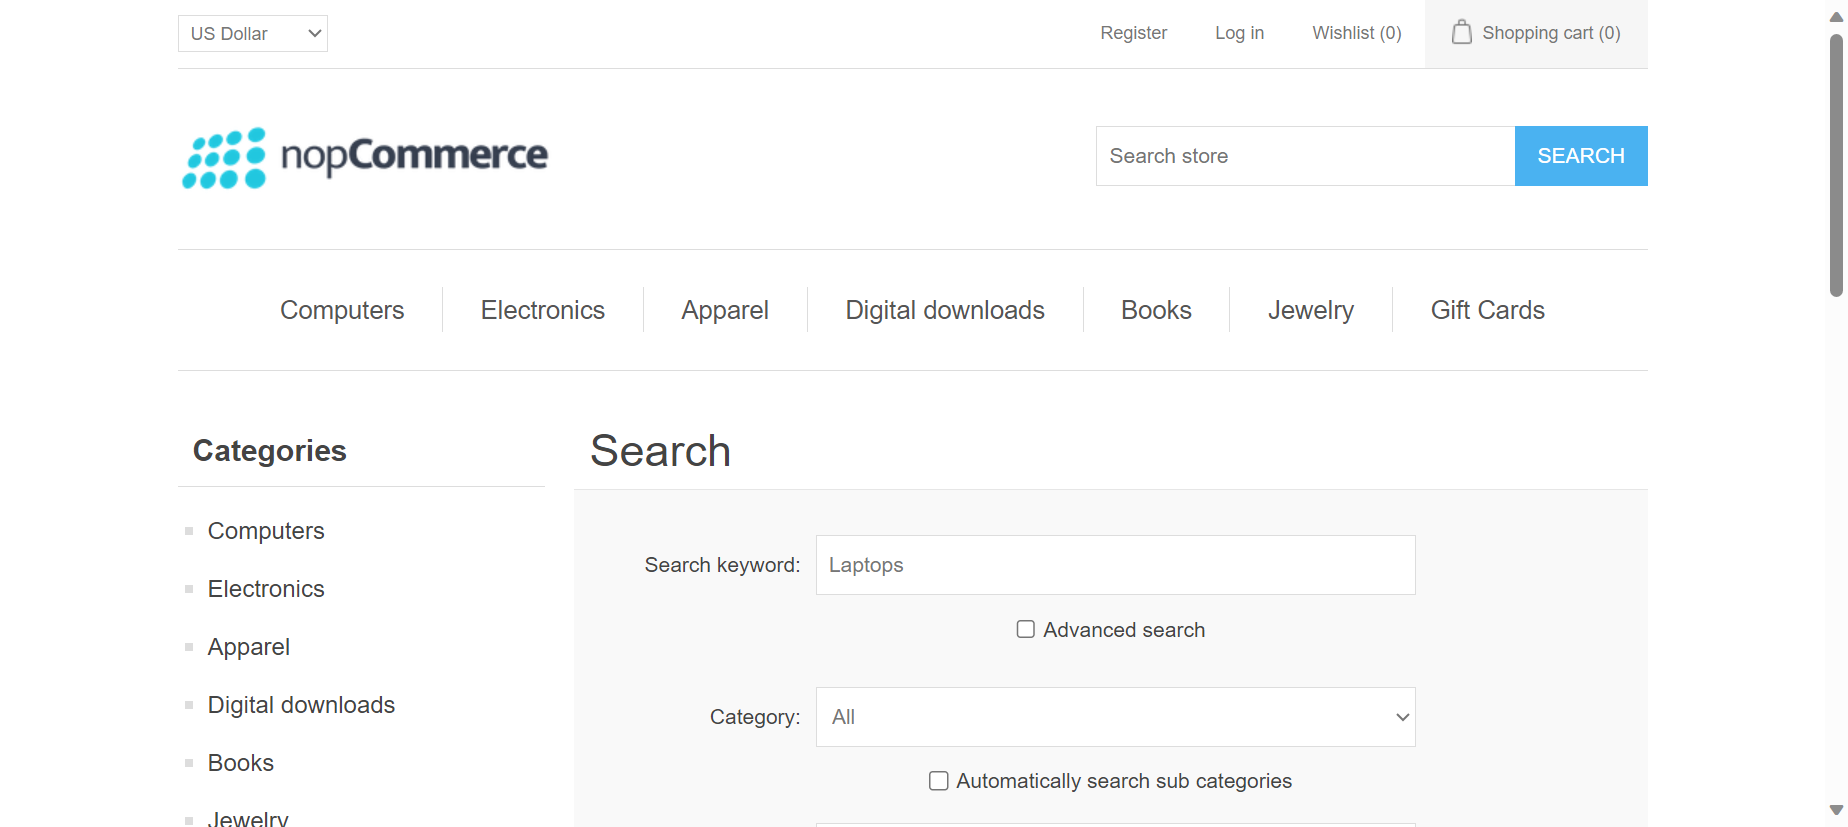 US Dollar
Register
Log in
Wishlist (0)
Shopping cart (0)
nopCommerce
Search store
SEARCH
Computers
Electronics
Apparel
Digital downloads
Books
Jewelry
Gift Cards
Categories
Computers
Electronics
Apparel
Digital downloads
Books
Jewelry
Search
Search keyword:
Laptops
Advanced search
Category:
All
Automatically search sub categories